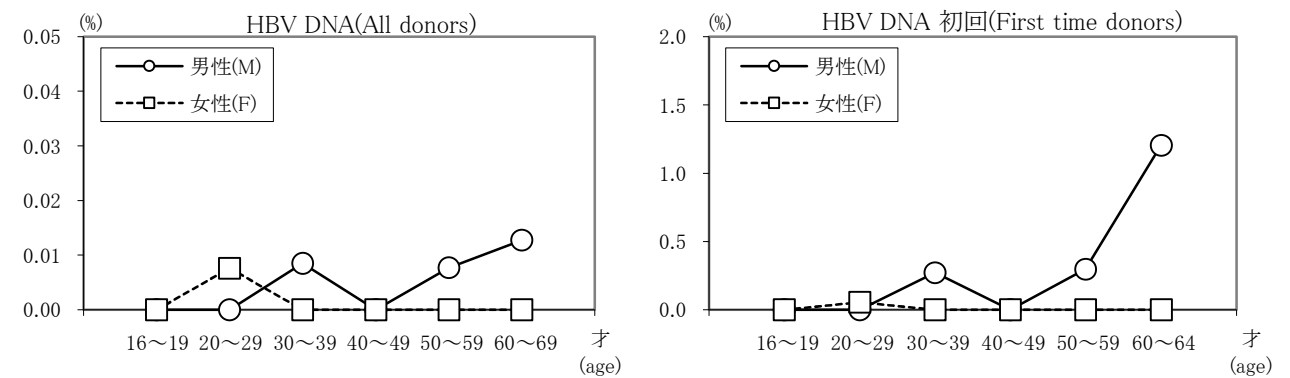 (%)
HBV DNA(All donors)
0.05
0.04
0.03
0.02
0.01
0.00
男性(M)
女性(F)
16～19 20～29 30～39 40～49 50～59 60～69 才
(age)
(%)
HBV DNA 初回(First time donors)
2.0
1.5
1.0
0.5
0.0
男性(M)
女性(F)
16～19 20～29 30～39 40～49 50～59 60～64 才
(age)